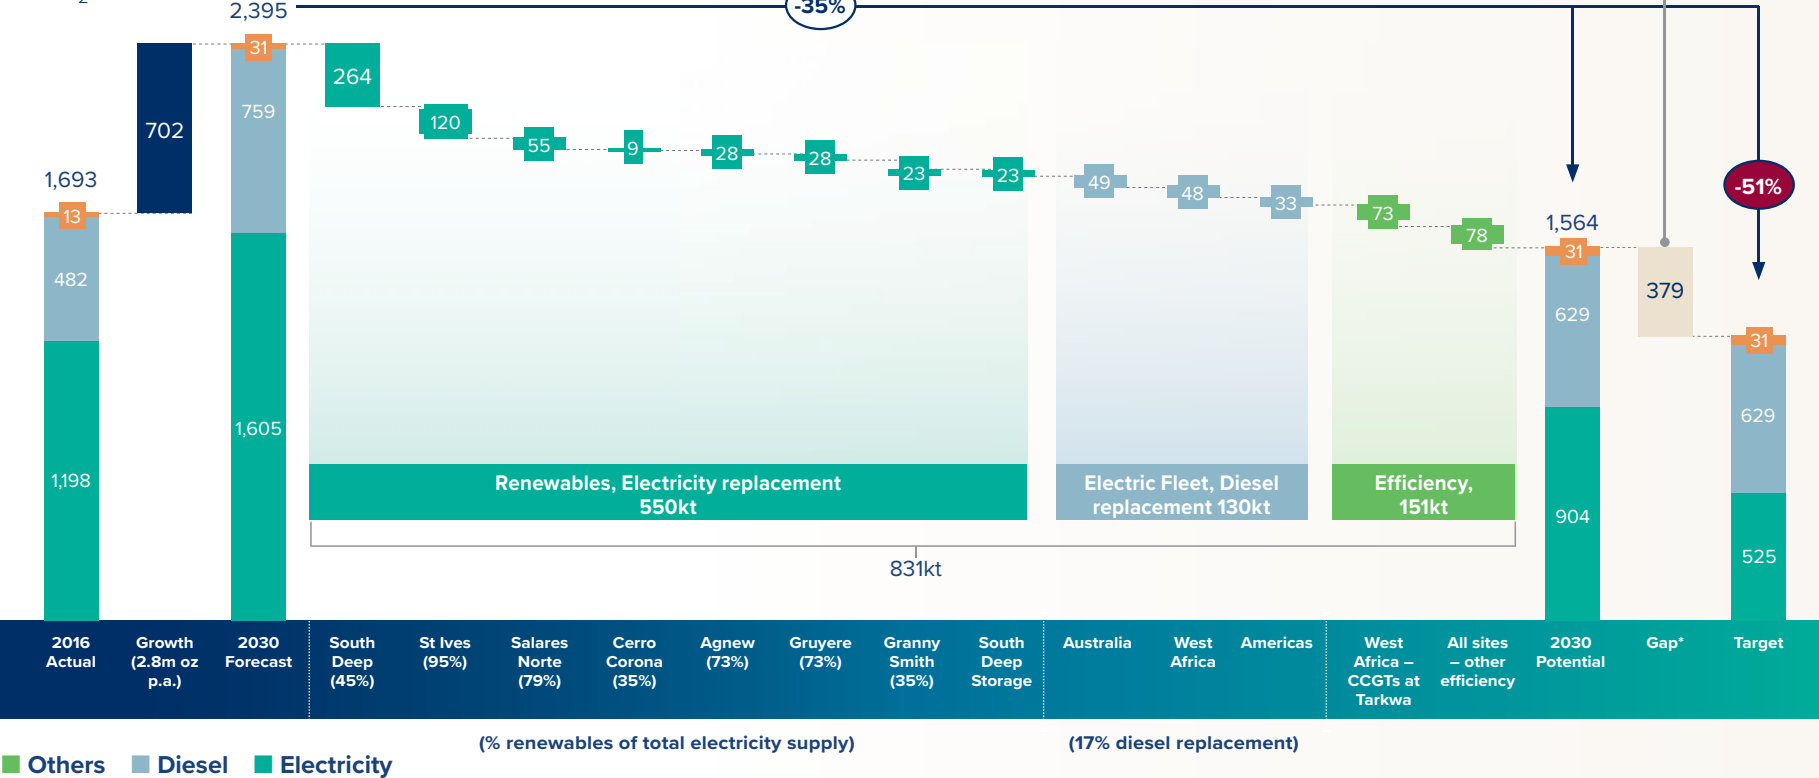 2
2,395
-35%
31
264
759
120
702
55
9
28
28
23
23
49
48
33
73
78
1,693
13
482
1,605
1,198
-51%
1,564
31
629
904
379
31
629
525
Renewables, Electricity replacement
550kt
Electric Fleet, Diesel
replacement 130kt
Efficiency,
151kt
831kt
2016
Actual
Growth
(2.8m oz
p.a.)
2030
Forecast
South
Deep
(45%)
St Ives
(95%)
Salares
Norte
(79%)
Cerro
Corona
(35%)
Agnew
(73%)
Gruyere
(73%)
Granny
Smith
(35%)
South
Deep
Storage
Australia
West
Africa
Americas
West
Africa –
CCGTs at
Tarkwa
All sites
– other
efficiency
2030
Potential
Gap*
Target
(% renewables of total electricity supply)
(17% diesel replacement)
Others
Diesel
Electricity